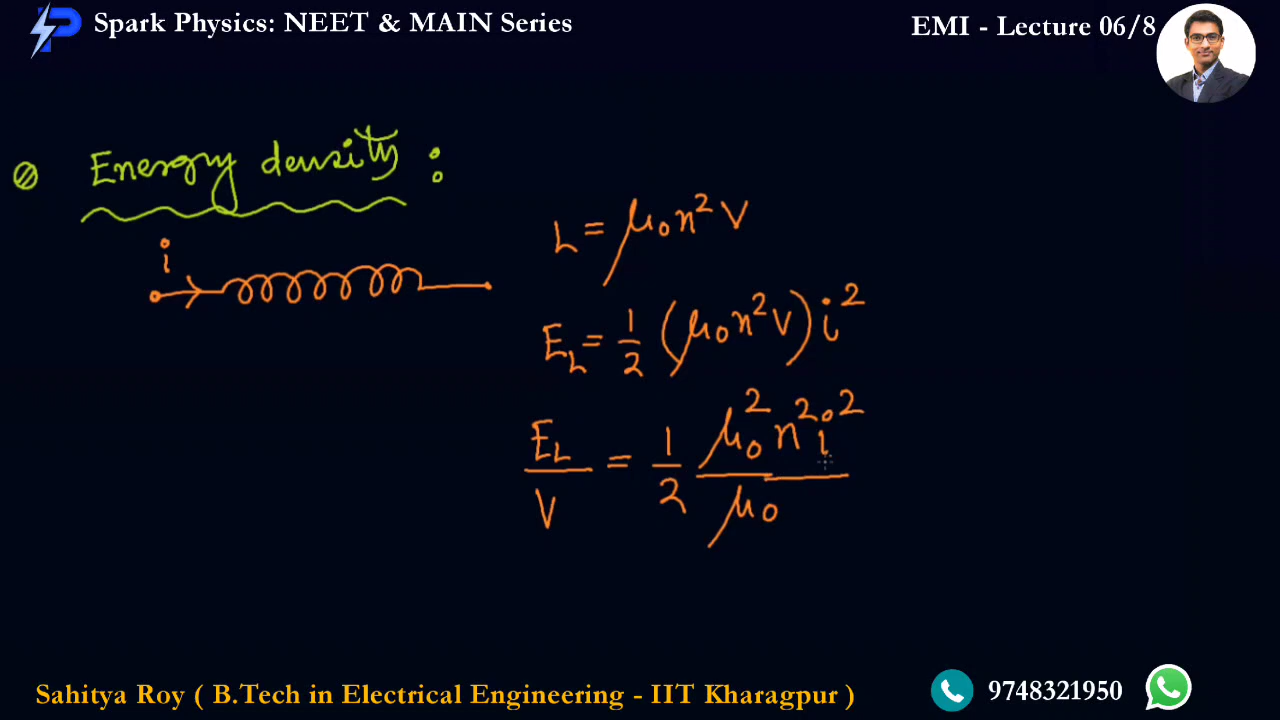 Spark Physics: NEET & MAIN Series
EMI - Lecture 06/8
Energy density :
i
L = μ₀n²V
E_L = 1/2 (μ₀n²V) i²
E_L/V = 1/2 μ₀²n²i²/μ₀
Sahitya Roy ( B.Tech in Electrical Engineering - IIT Kharagpur )
9748321950